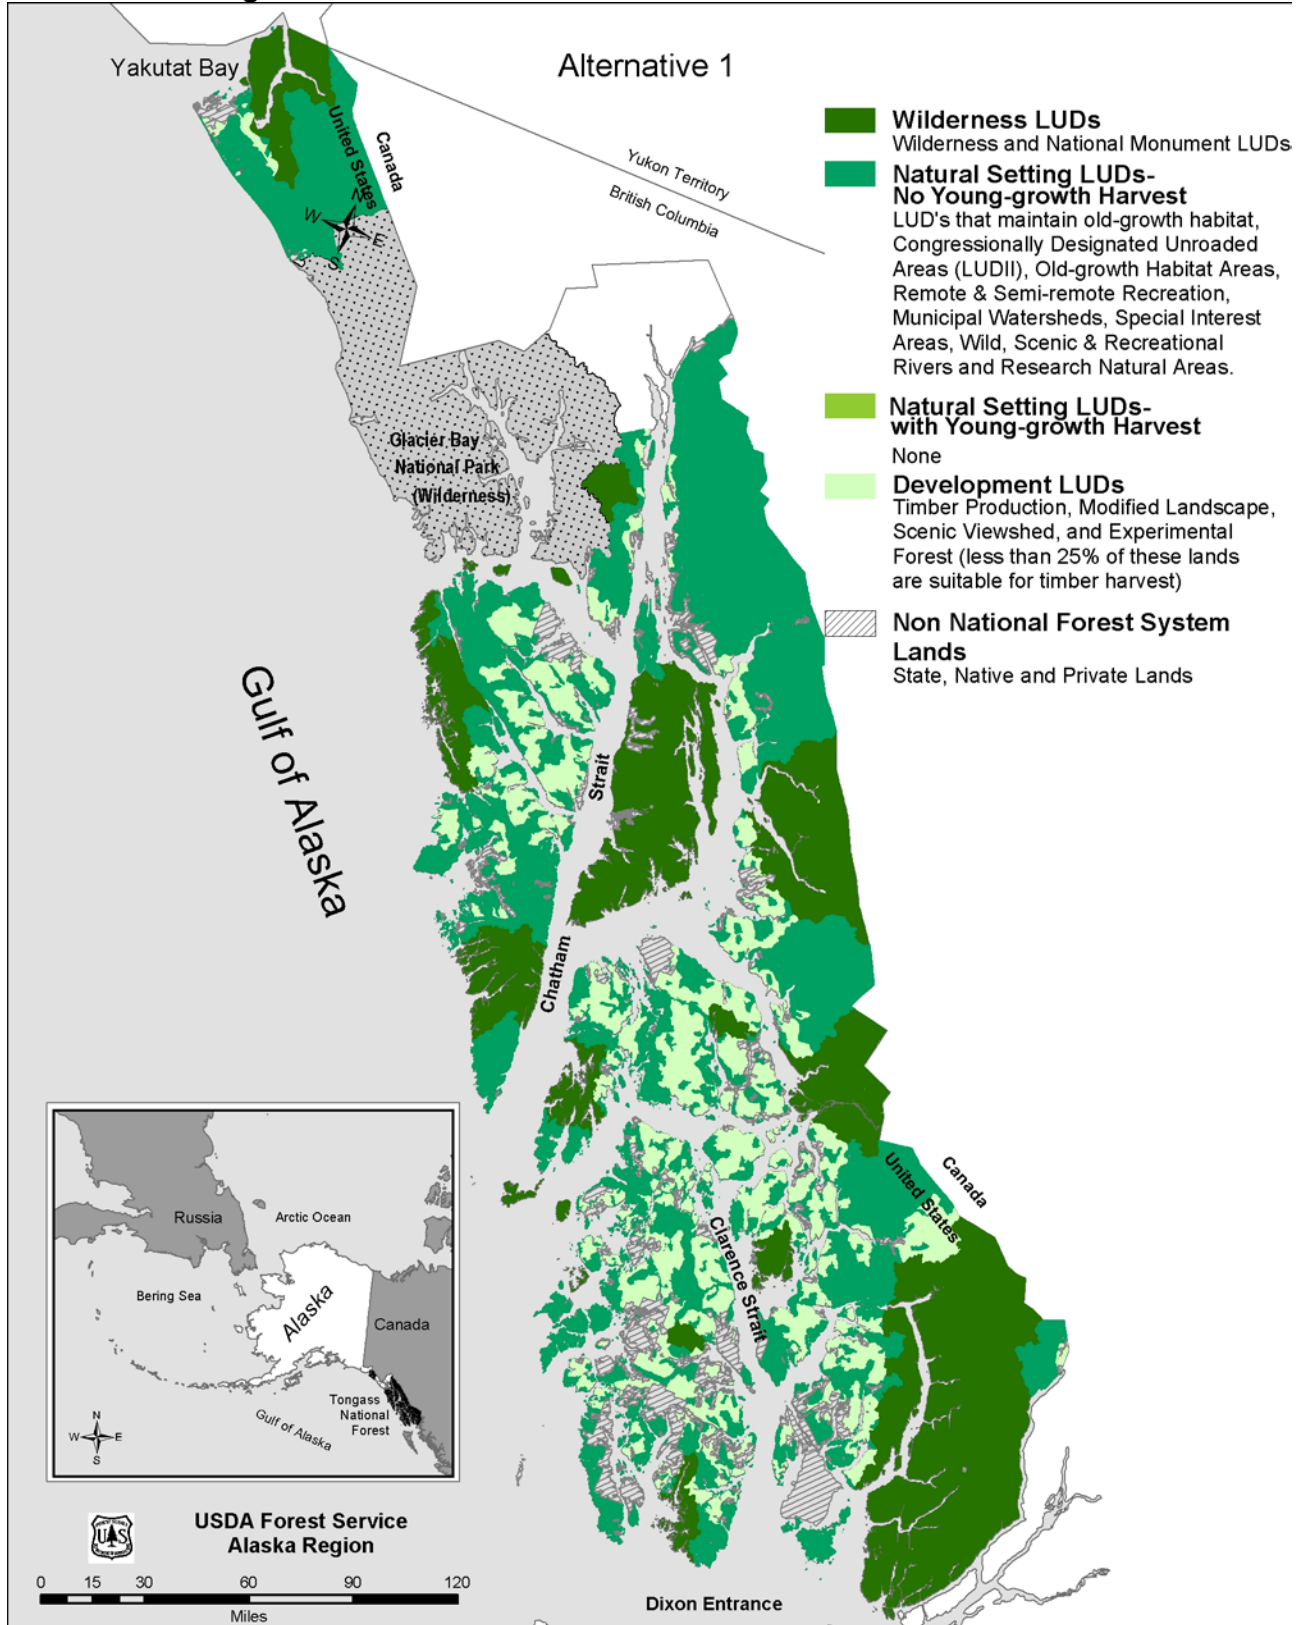 Yakutat Bay
Alternative 1
United States
Canada
Yukon Territory
British Columbia
W
E
S
Glacier Bay
National Park
(Wilderness)
Gulf of Alaska
Chatham
Strait
Clarence Strait
United States
Canada
Dixon Entrance
Wilderness LUDs
Wilderness and National Monument LUDs
Natural Setting LUDs-
No Young-growth Harvest
LUD's that maintain old-growth habitat,
Congressionally Designated Unroaded
Areas (LUDII), Old-growth Habitat Areas,
Remote & Semi-remote Recreation,
Municipal Watersheds, Special Interest
Areas, Wild, Scenic & Recreational
Rivers and Research Natural Areas.
Natural Setting LUDs-
with Young-growth Harvest
None
Development LUDs
Timber Production, Modified Landscape,
Scenic Viewshed, and Experimental
Forest (less than 25% of these lands
are suitable for timber harvest)
Non National Forest System
Lands
State, Native and Private Lands
Russia
Arctic Ocean
Bering Sea
Alaska
Canada
Tongass
National
Forest
Gulf of Alaska
N
W
E
S
USDA Forest Service
Alaska Region
0 15 30 60 90 120
Miles